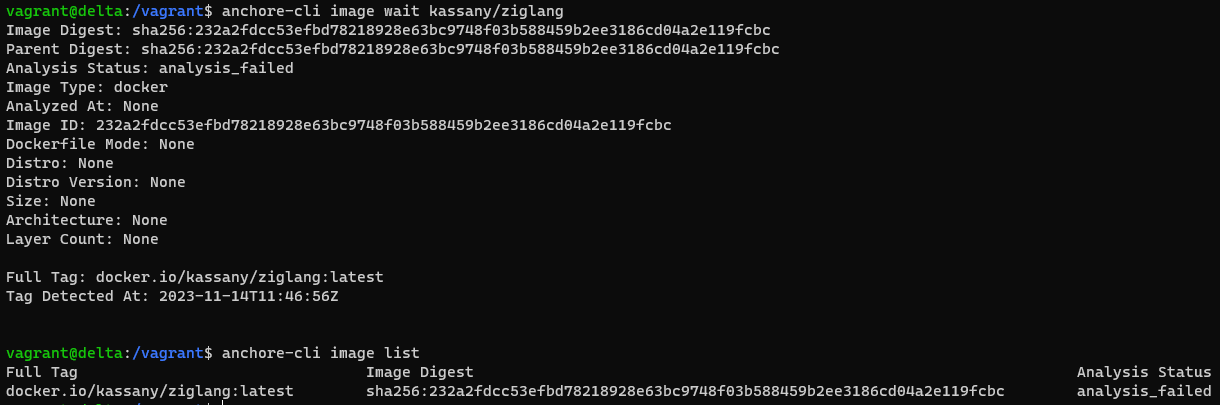 vagrant@delta:/vagrant$ anchore-cli image wait kassany/ziglang
Image Digest: sha256:232a2fdcc53efbd78218928e63bc9748f03b588459b2ee3186cd04a2e119fcbc
Parent Digest: sha256:232a2fdcc53efbd78218928e63bc9748f03b588459b2ee3186cd04a2e119fcbc
Analysis Status: analysis_failed
Image Type: docker
Analyzed At: None
Image ID: 232a2fdcc53efbd78218928e63bc9748f03b588459b2ee3186cd04a2e119fcbc
Dockerfile Mode: None
Distro: None
Distro Version: None
Size: None
Architecture: None
Layer Count: None

Full Tag: docker.io/kassany/ziglang:latest
Tag Detected At: 2023-11-14T11:46:56Z

vagrant@delta:/vagrant$ anchore-cli image list
Full Tag Image Digest Analysis Status
docker.io/kassany/ziglang:latest sha256:232a2fdcc53efbd78218928e63bc9748f03b588459b2ee3186cd04a2e119fcbc analysis_failed